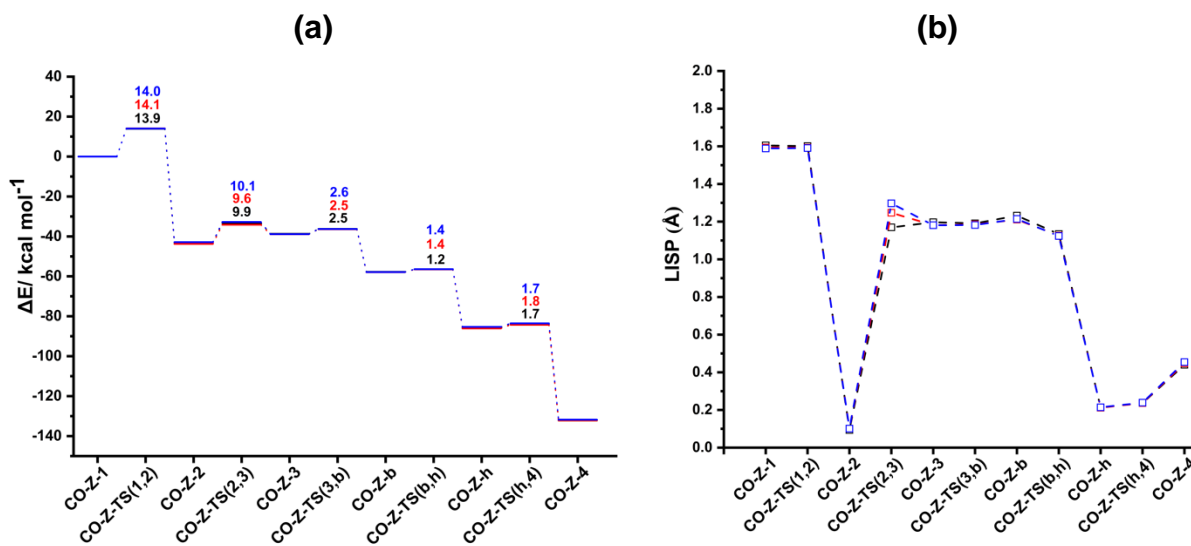 (a)
ΔE/ kcal mol⁻¹
40
20
0
-20
-40
-60
-80
-100
-120
-140
14.0
14.1
13.9
10.1
9.6
9.9
2.6
2.5
2.5
1.4
1.4
1.2
1.7
1.8
1.7
CO-Z-1
CO-Z-TS(1,2)
CO-Z-2
CO-Z-TS(2,3)
CO-Z-3
CO-Z-TS(3,b)
CO-Z-b
CO-Z-TS(b,h)
CO-Z-h
CO-Z-TS(h,4)
CO-Z-4
(b)
LISP (Å)
2.0
1.8
1.6
1.4
1.2
1.0
0.8
0.6
0.4
0.2
0.0
CO-Z-1
CO-Z-TS(1,2)
CO-Z-2
CO-Z-TS(2,3)
CO-Z-3
CO-Z-TS(3,b)
CO-Z-b
CO-Z-TS(b,h)
CO-Z-h
CO-Z-TS(h,4)
CO-Z-4